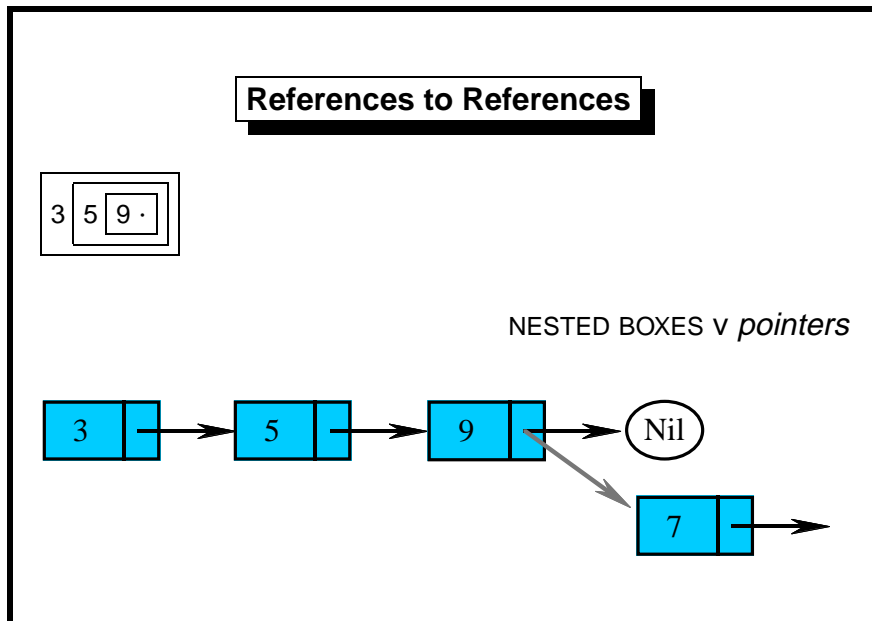 References to References
3 5 9 ·
NESTED BOXES v pointers
3 5 9 Nil
7